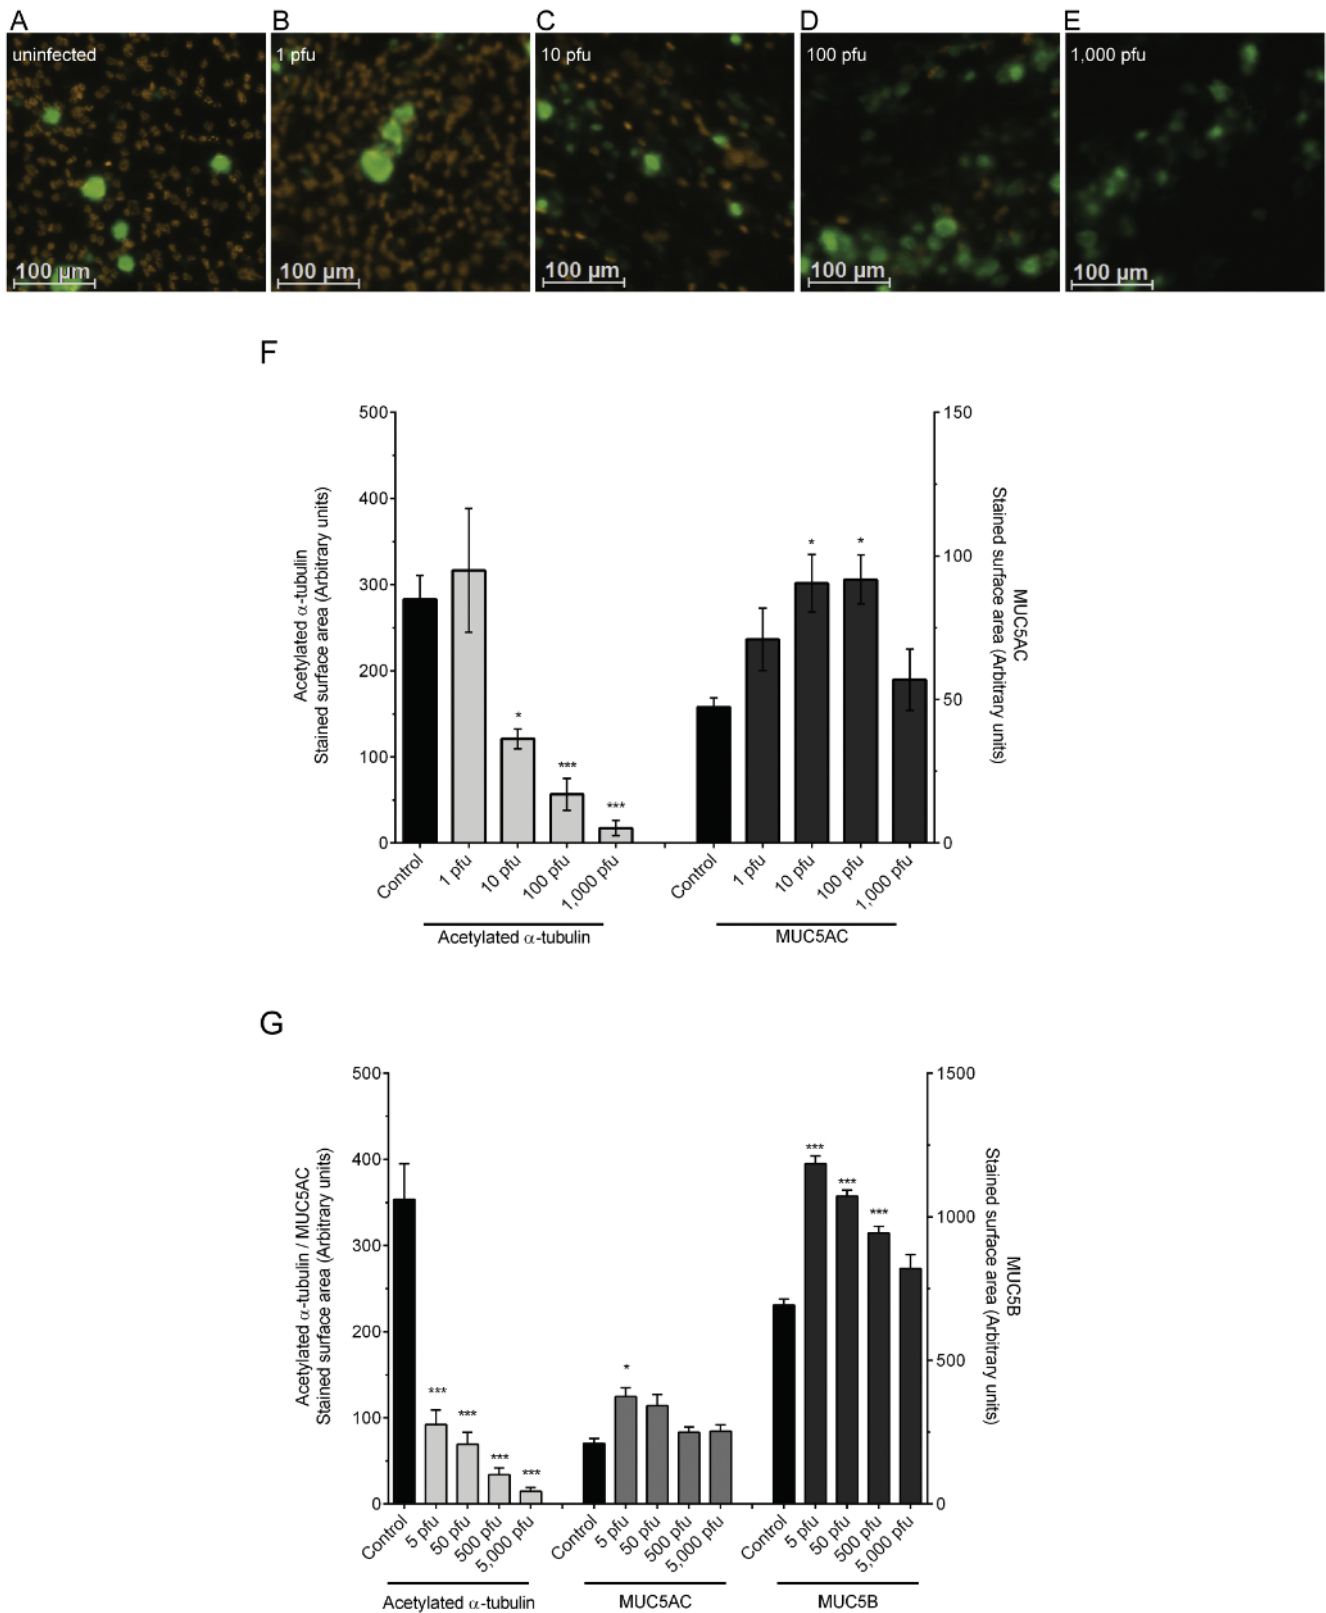 A B C D E
uninfected 1 pfu 10 pfu 100 pfu 1,000 pfu
100 µm 100 µm 100 µm 100 µm 100 µm
F
Acetylated α-tubulin
Stained surface area (Arbitrary units)
500
400
300
200
100
0
* *** *** * *
150
100
50
0
MUC5AC
Stained surface area (Arbitrary units)
Control 1 pfu 10 pfu 100 pfu 1,000 pfu Control 1 pfu 10 pfu 100 pfu 1,000 pfu
Acetylated α-tubulin MUC5AC
G
Acetylated α-tubulin / MUC5AC
Stained surface area (Arbitrary units)
500
400
300
200
100
0
*** *** *** *** * *** *** ***
1500
1000
500
0
MUC5B
Stained surface area (Arbitrary units)
Control 5 pfu 50 pfu 500 pfu 5,000 pfu Control 5 pfu 50 pfu 500 pfu 5,000 pfu Control 5 pfu 50 pfu 500 pfu 5,000 pfu
Acetylated α-tubulin MUC5AC MUC5B